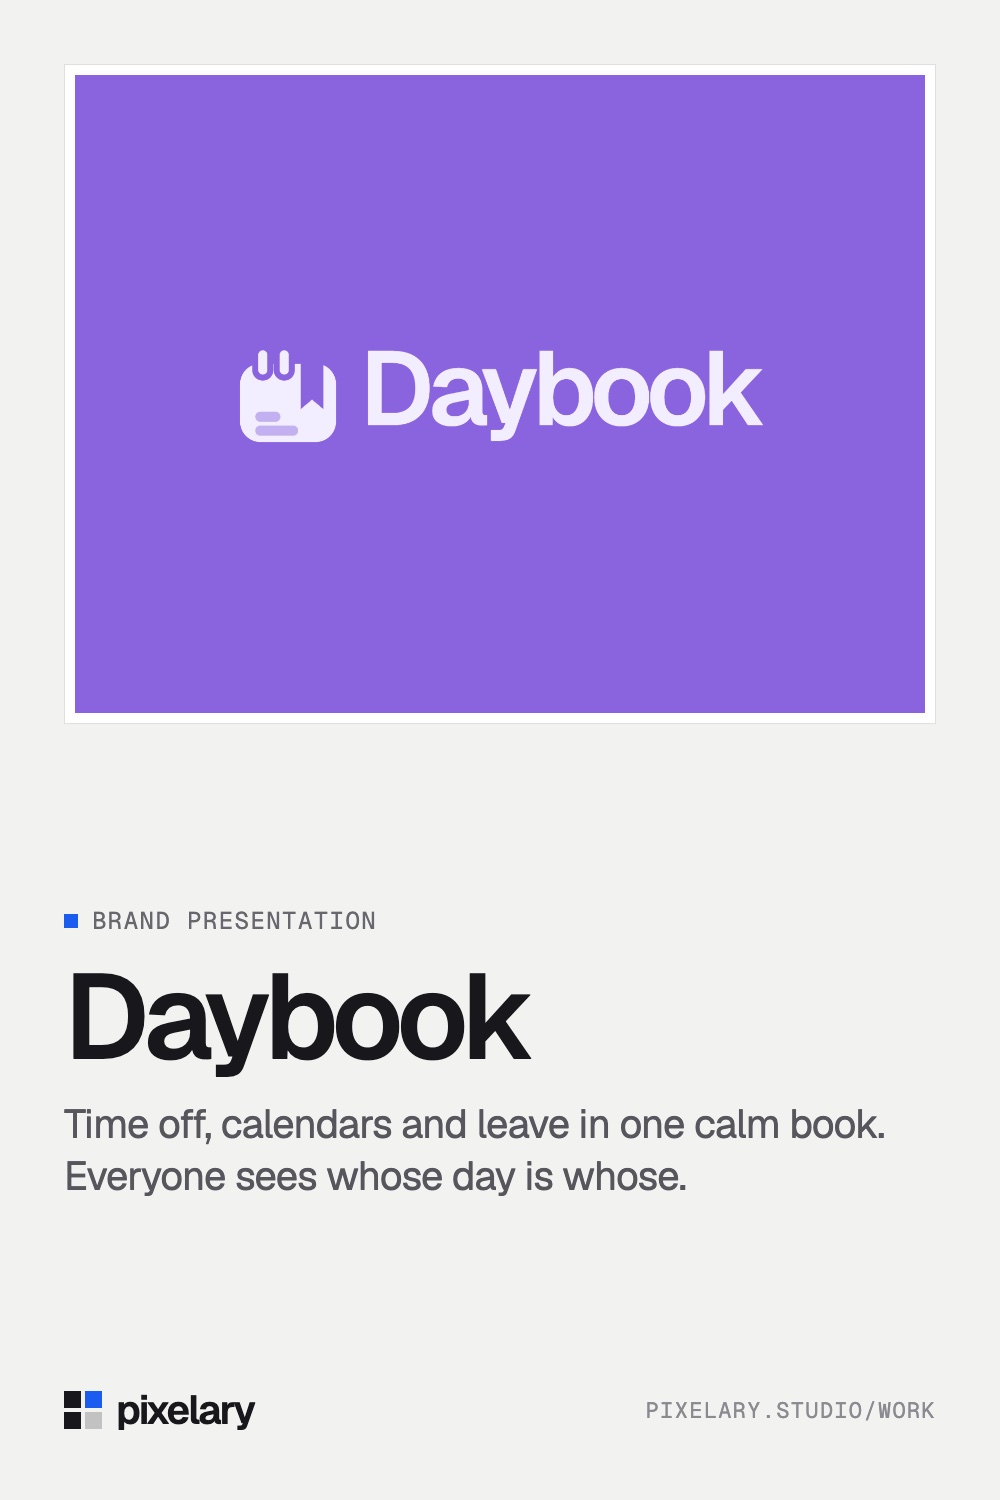 Daybook
BRAND PRESENTATION
Daybook
Time off, calendars and leave in one calm book.
Everyone sees whose day is whose.
pixelary
PIXELARY.STUDIO/WORK